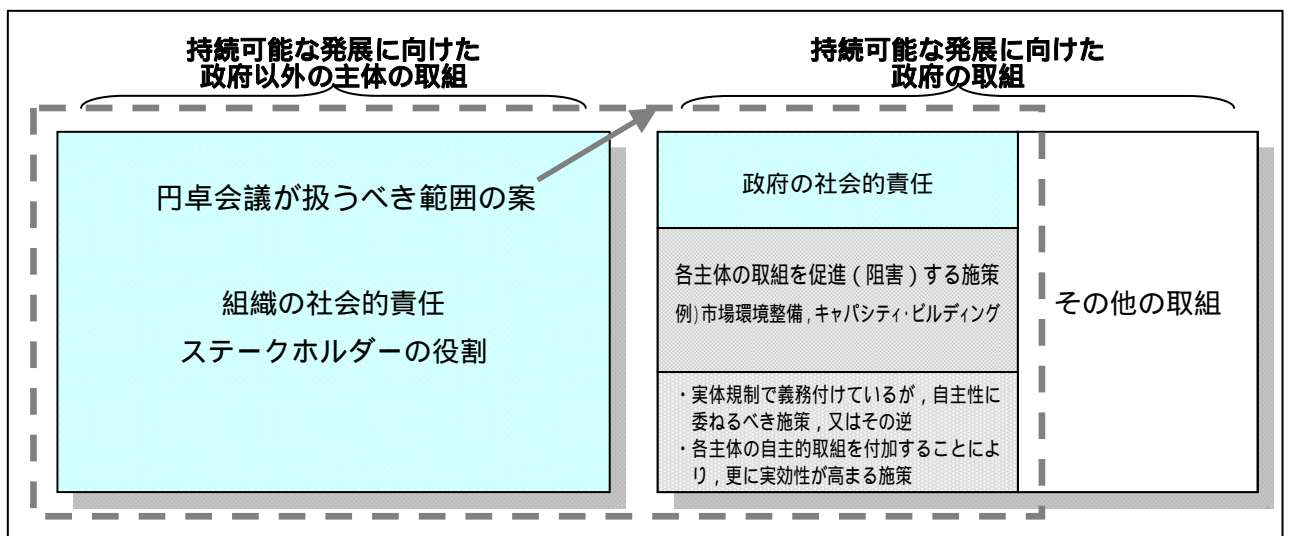 持続可能な発展に向けた
政府以外の主体の取組
円卓会議が扱うべき範囲の案
組織の社会的責任
ステークホルダーの役割
持続可能な発展に向けた
政府の取組
政府の社会的責任
各主体の取組を促進(阻害)する施策
例)市場環境整備,キャパシティ・ビルディング
・実体規制で義務付けているが,自主性に
委ねるべき施策,又はその逆
・各主体の自主的取組を付加することによ
り,更に実効性が高まる施策
その他の取組